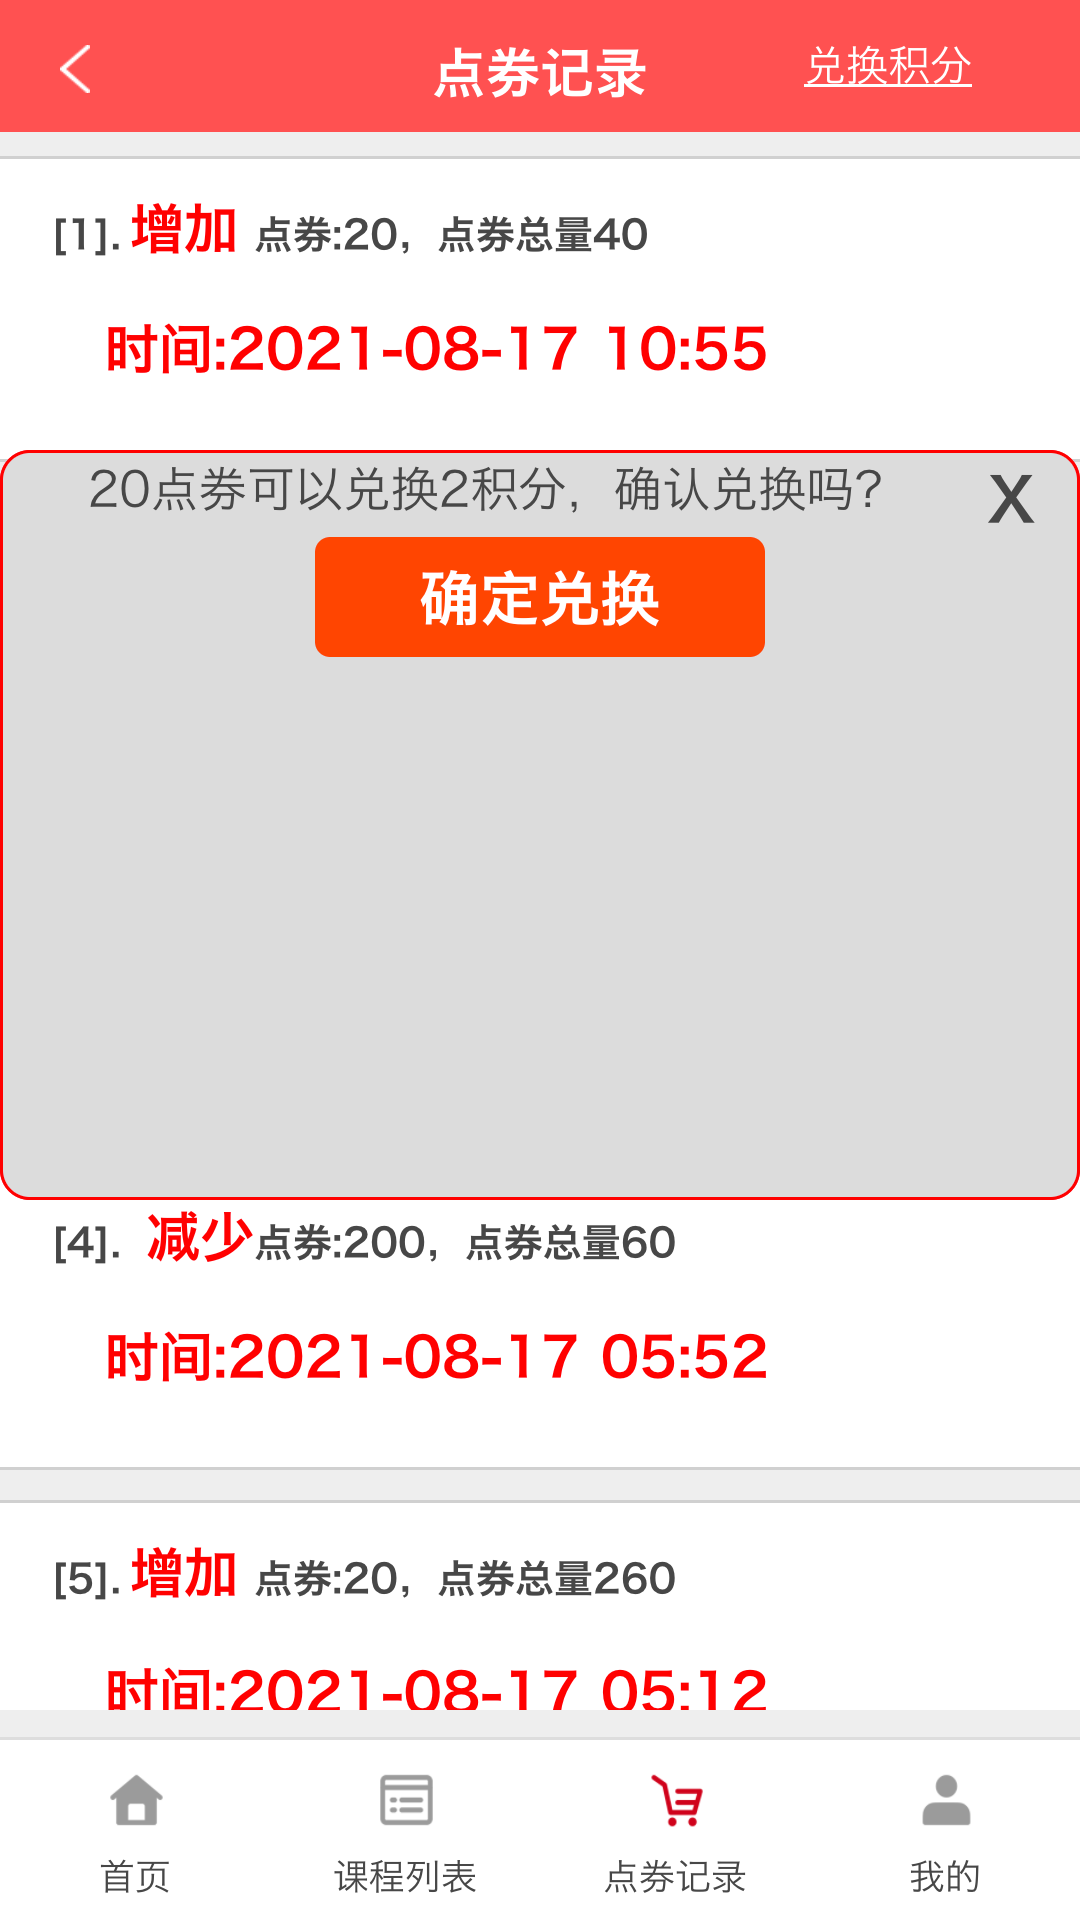 点券记录
兑换积分
[1]. 增加 点券:20，点券总量40
时间:2021-08-17 10:55
20点券可以兑换2积分，确认兑换吗?
X
确定兑换
[4]. 减少点券:200，点券总量60
时间:2021-08-17 05:52
[5]. 增加 点券:20，点券总量260
时间:2021-08-17 05:12
首页
课程列表
点券记录
我的